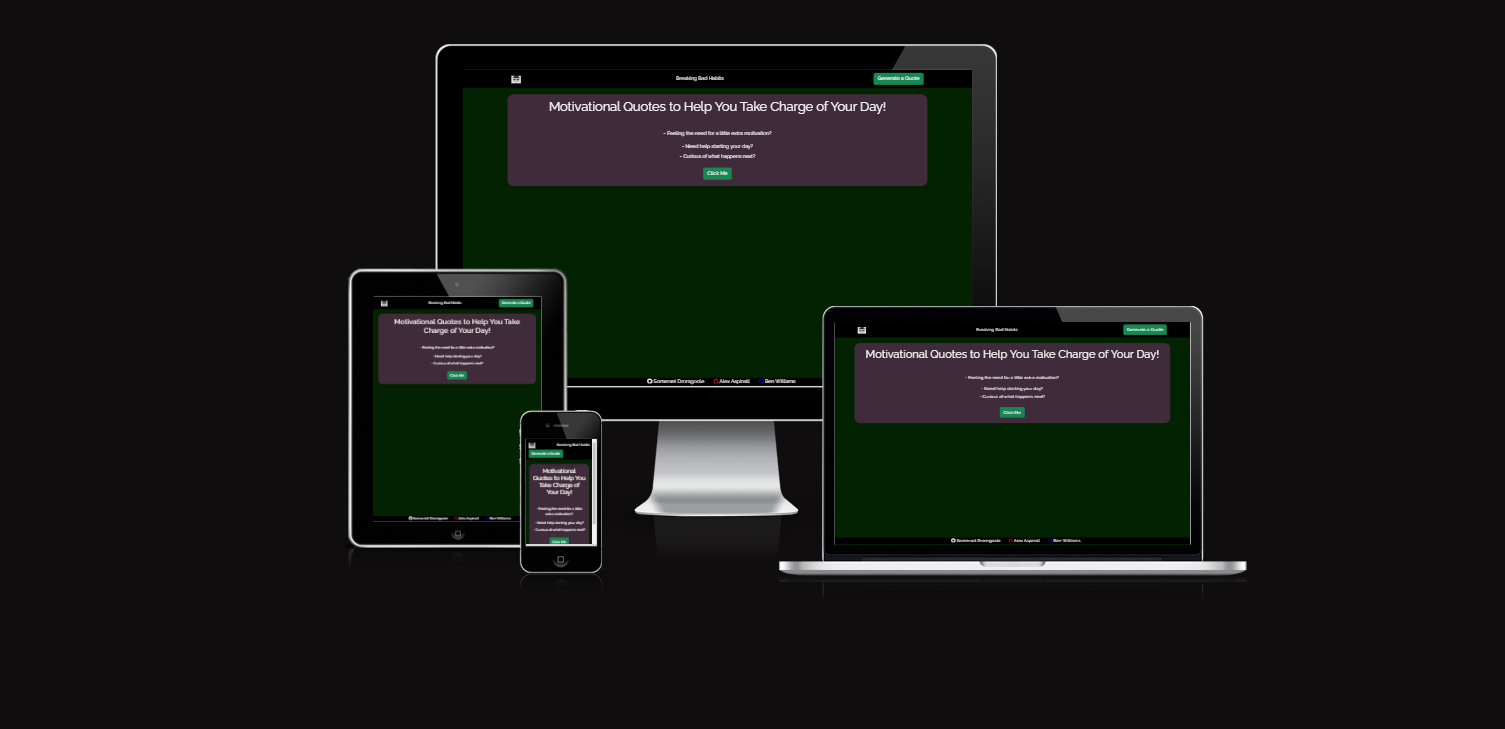 Breaking Bad Habits
Generate a Quote
Motivational Quotes to Help You Take Charge of Your Day!
- Feeling the need for a little extra motivation?
- Need help starting your day?
- Curious of what happens next?
Click Me
Somerset Dromgoole Alex Aspinall Ben Williams
Breaking Bad Habits
Generate a Quote
Motivational Quotes to Help You Take
Charge of Your Day!
- Feeling the need for a little extra motivation?
- Need help starting your day?
- Curious of what happens next?
Click Me
Somerset Dromgoole Alex Aspinall Ben Williams
Breaking Bad Habits
Generate a Quote
Motivational
Quotes to Help You
Take Charge of
Your Day!
- Feeling the need for a little
extra motivation?
- Need help starting your day?
- Curious of what happens next?
Click Me
Breaking Bad Habits
Generate a Quote
Motivational Quotes to Help You Take Charge of Your Day!
- Feeling the need for a little extra motivation?
- Need help starting your day?
- Curious of what happens next?
Click Me
Somerset Dromgoole Alex Aspinall Ben Williams